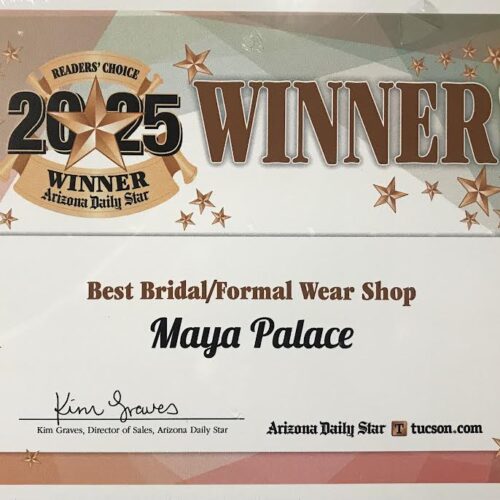 READERS' CHOICE
2025
WINNER
Arizona Daily Star
WINNER
Best Bridal/Formal Wear Shop
Maya Palace
Kim Graves
Kim Graves, Director of Sales, Arizona Daily Star
Arizona Daily Star T tucson.com